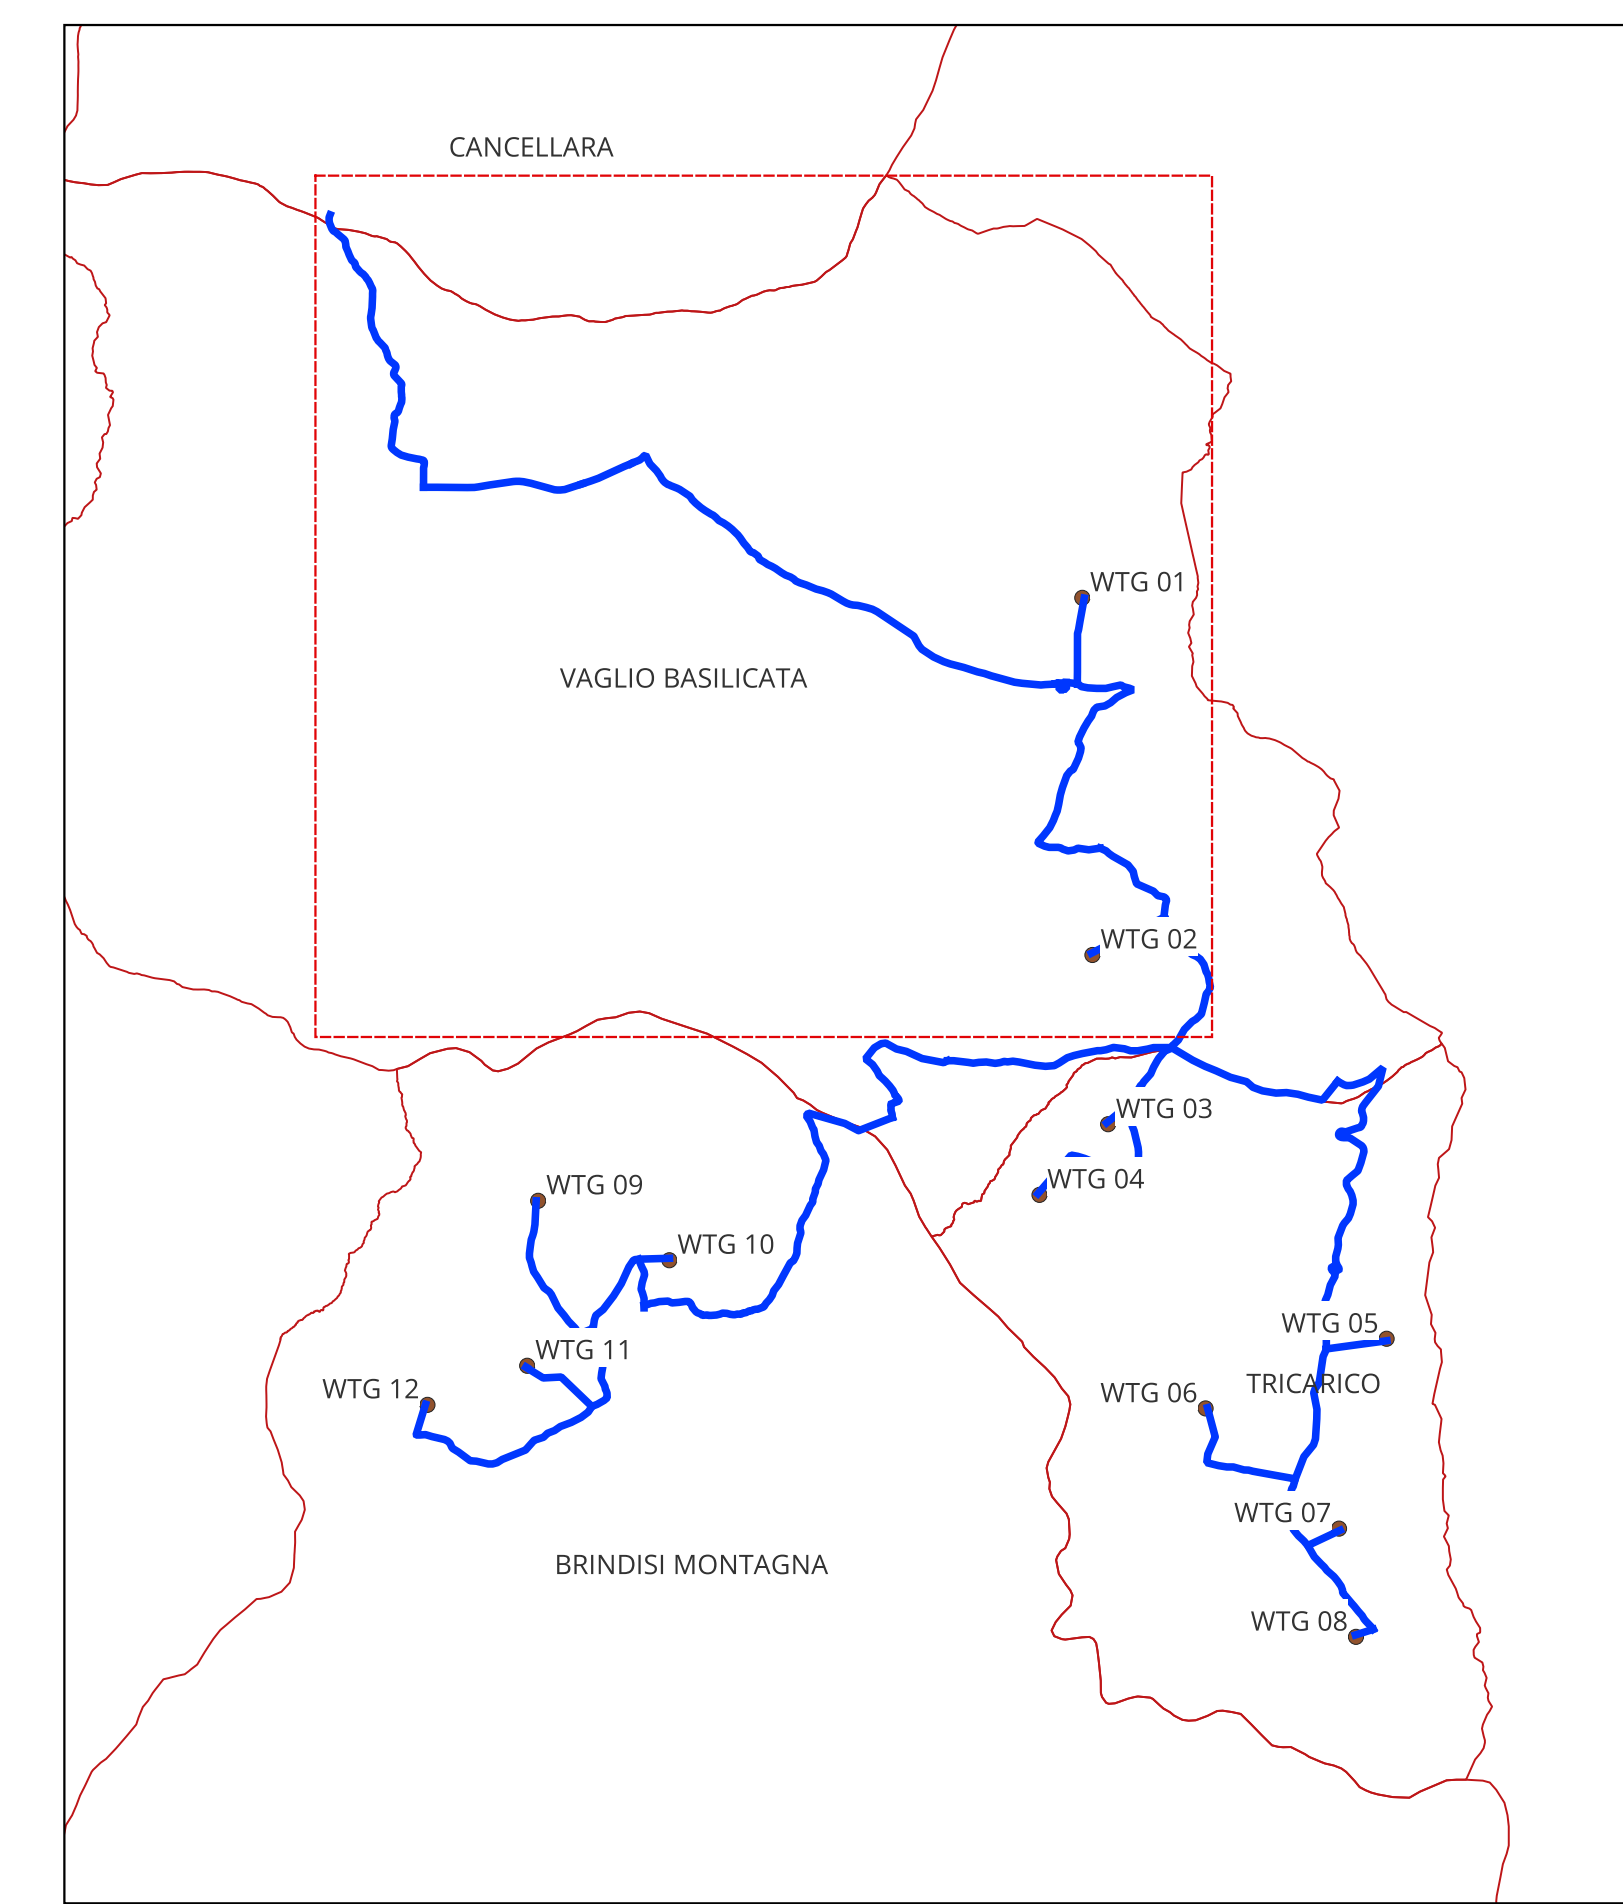 CANCELLARA
WTG 01
VAGLIO BASILICATA
WTG 02
WTG 03
WTG 04
WTG 09
WTG 10
WTG 05
WTG 11
TRICARICO
WTG 12
WTG 06
WTG 07
BRINDISI MONTAGNA
WTG 08